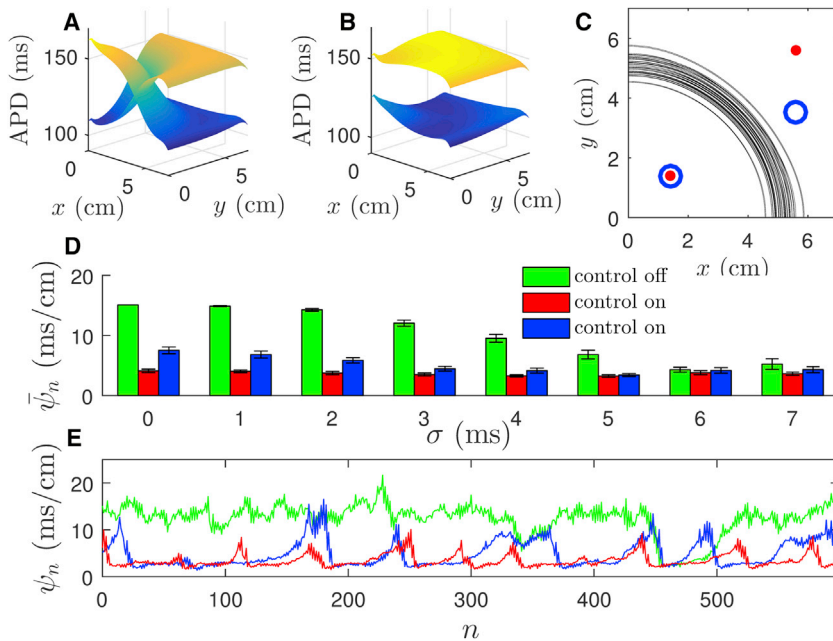 A
B
C
APD (ms)
150
100
0
5
x (cm)
0
5
y (cm)
APD (ms)
150
100
0
5
x (cm)
0
5
y (cm)
y (cm)
6
4
2
0
0 2 4 6
x (cm)
D
ψ̄n (ms/cm)
20
10
0
control off
control on
control on
0 1 2 3 4 5 6 7
σ (ms)
E
ψn (ms/cm)
20
10
0
0 100 200 300 400 500
n